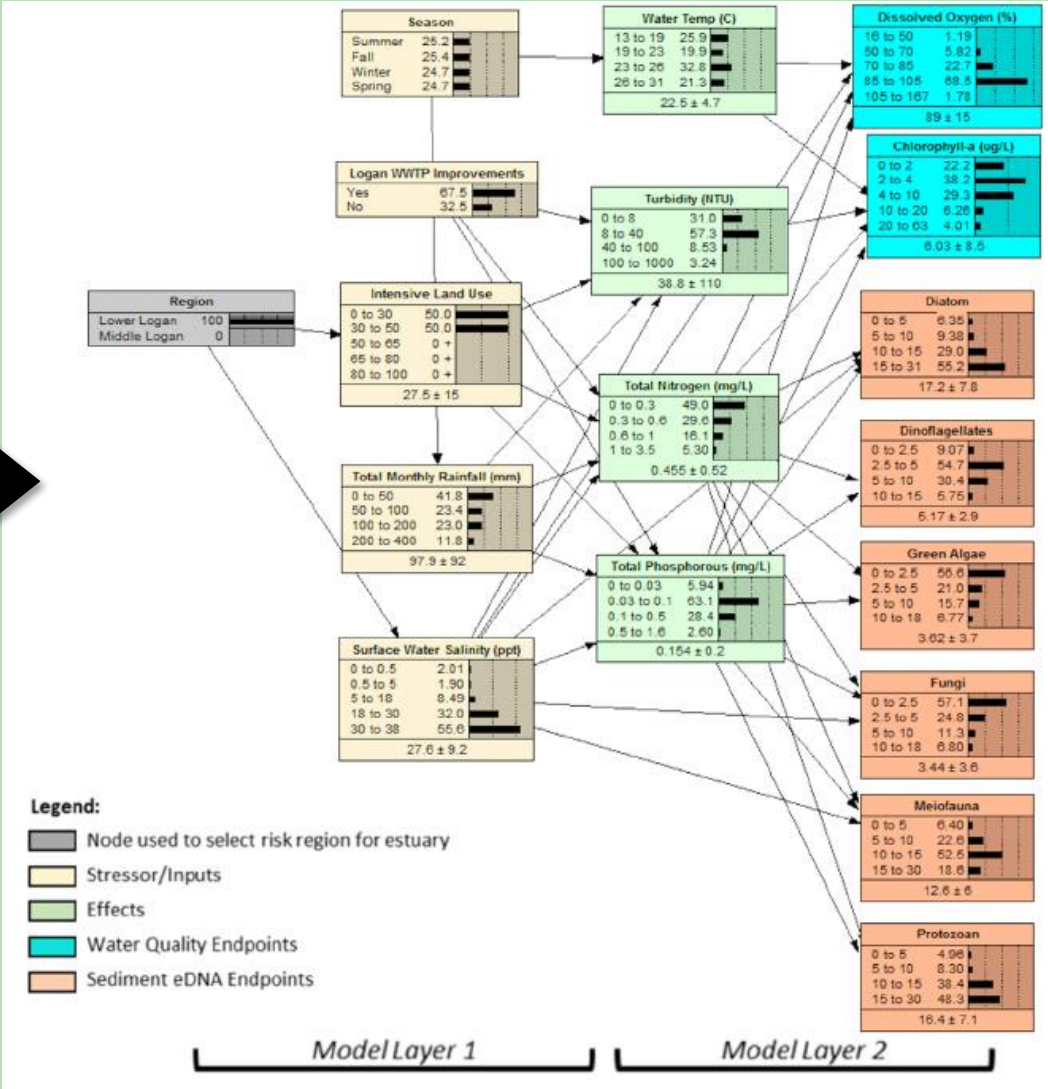 Season
Summer 25.2
Fall 25.4
Winter 24.7
Spring 24.7
Logan WWTP Improvements
Yes 67.5
No 32.5
Region
Lower Logan 100
Middle Logan 0
Intensive Land Use
0 to 30 50.0
30 to 50 50.0
50 to 65 0 +
65 to 80 0 +
80 to 100 0 +
27.5 ± 15
Total Monthly Rainfall (mm)
0 to 50 41.8
50 to 100 23.4
100 to 200 23.0
200 to 400 11.8
97.9 ± 92
Surface Water Salinity (ppt)
0 to 0.5 2.01
0.5 to 5 1.90
5 to 18 8.49
18 to 30 32.0
30 to 38 55.6
27.6 ± 9.2
Water Temp (C)
13 to 19 25.9
19 to 23 19.9
23 to 26 32.8
26 to 31 21.3
22.5 ± 4.7
Turbidity (NTU)
0 to 8 31.0
8 to 40 57.3
40 to 100 8.53
100 to 1000 3.24
38.8 ± 110
Total Nitrogen (mg/L)
0 to 0.3 49.0
0.3 to 0.6 29.6
0.6 to 1 16.1
1 to 3.5 5.30
0.455 ± 0.52
Total Phosphorous (mg/L)
0 to 0.03 5.94
0.03 to 0.1 63.1
0.1 to 0.5 28.4
0.5 to 1.6 2.60
0.154 ± 0.2
Dissolved Oxygen (%)
16 to 50 1.19
50 to 70 5.82
70 to 85 22.7
85 to 105 68.5
105 to 167 1.78
89 ± 15
Chlorophyll-a (ug/L)
0 to 2 22.2
2 to 4 38.2
4 to 10 29.3
10 to 20 6.26
20 to 63 4.01
6.03 ± 8.5
Diatom
0 to 5 6.35
5 to 10 9.38
10 to 15 29.0
15 to 31 55.2
17.2 ± 7.8
Dinoflagellates
0 to 2.5 9.07
2.5 to 5 54.7
5 to 10 30.4
10 to 15 5.75
5.17 ± 2.9
Green Algae
0 to 2.5 56.6
2.5 to 5 21.0
5 to 10 15.7
10 to 18 6.77
3.62 ± 3.7
Fungi
0 to 2.5 57.1
2.5 to 5 24.8
5 to 10 11.3
10 to 18 6.80
3.44 ± 3.6
Meiofauna
0 to 5 6.40
5 to 10 22.6
10 to 15 52.5
15 to 30 18.6
12.6 ± 6
Protozoan
0 to 5 4.96
5 to 10 8.30
10 to 15 38.4
15 to 30 48.3
16.4 ± 7.1
Legend:
Node used to select risk region for estuary
Stressor/Inputs
Effects
Water Quality Endpoints
Sediment eDNA Endpoints
Model Layer 1
Model Layer 2